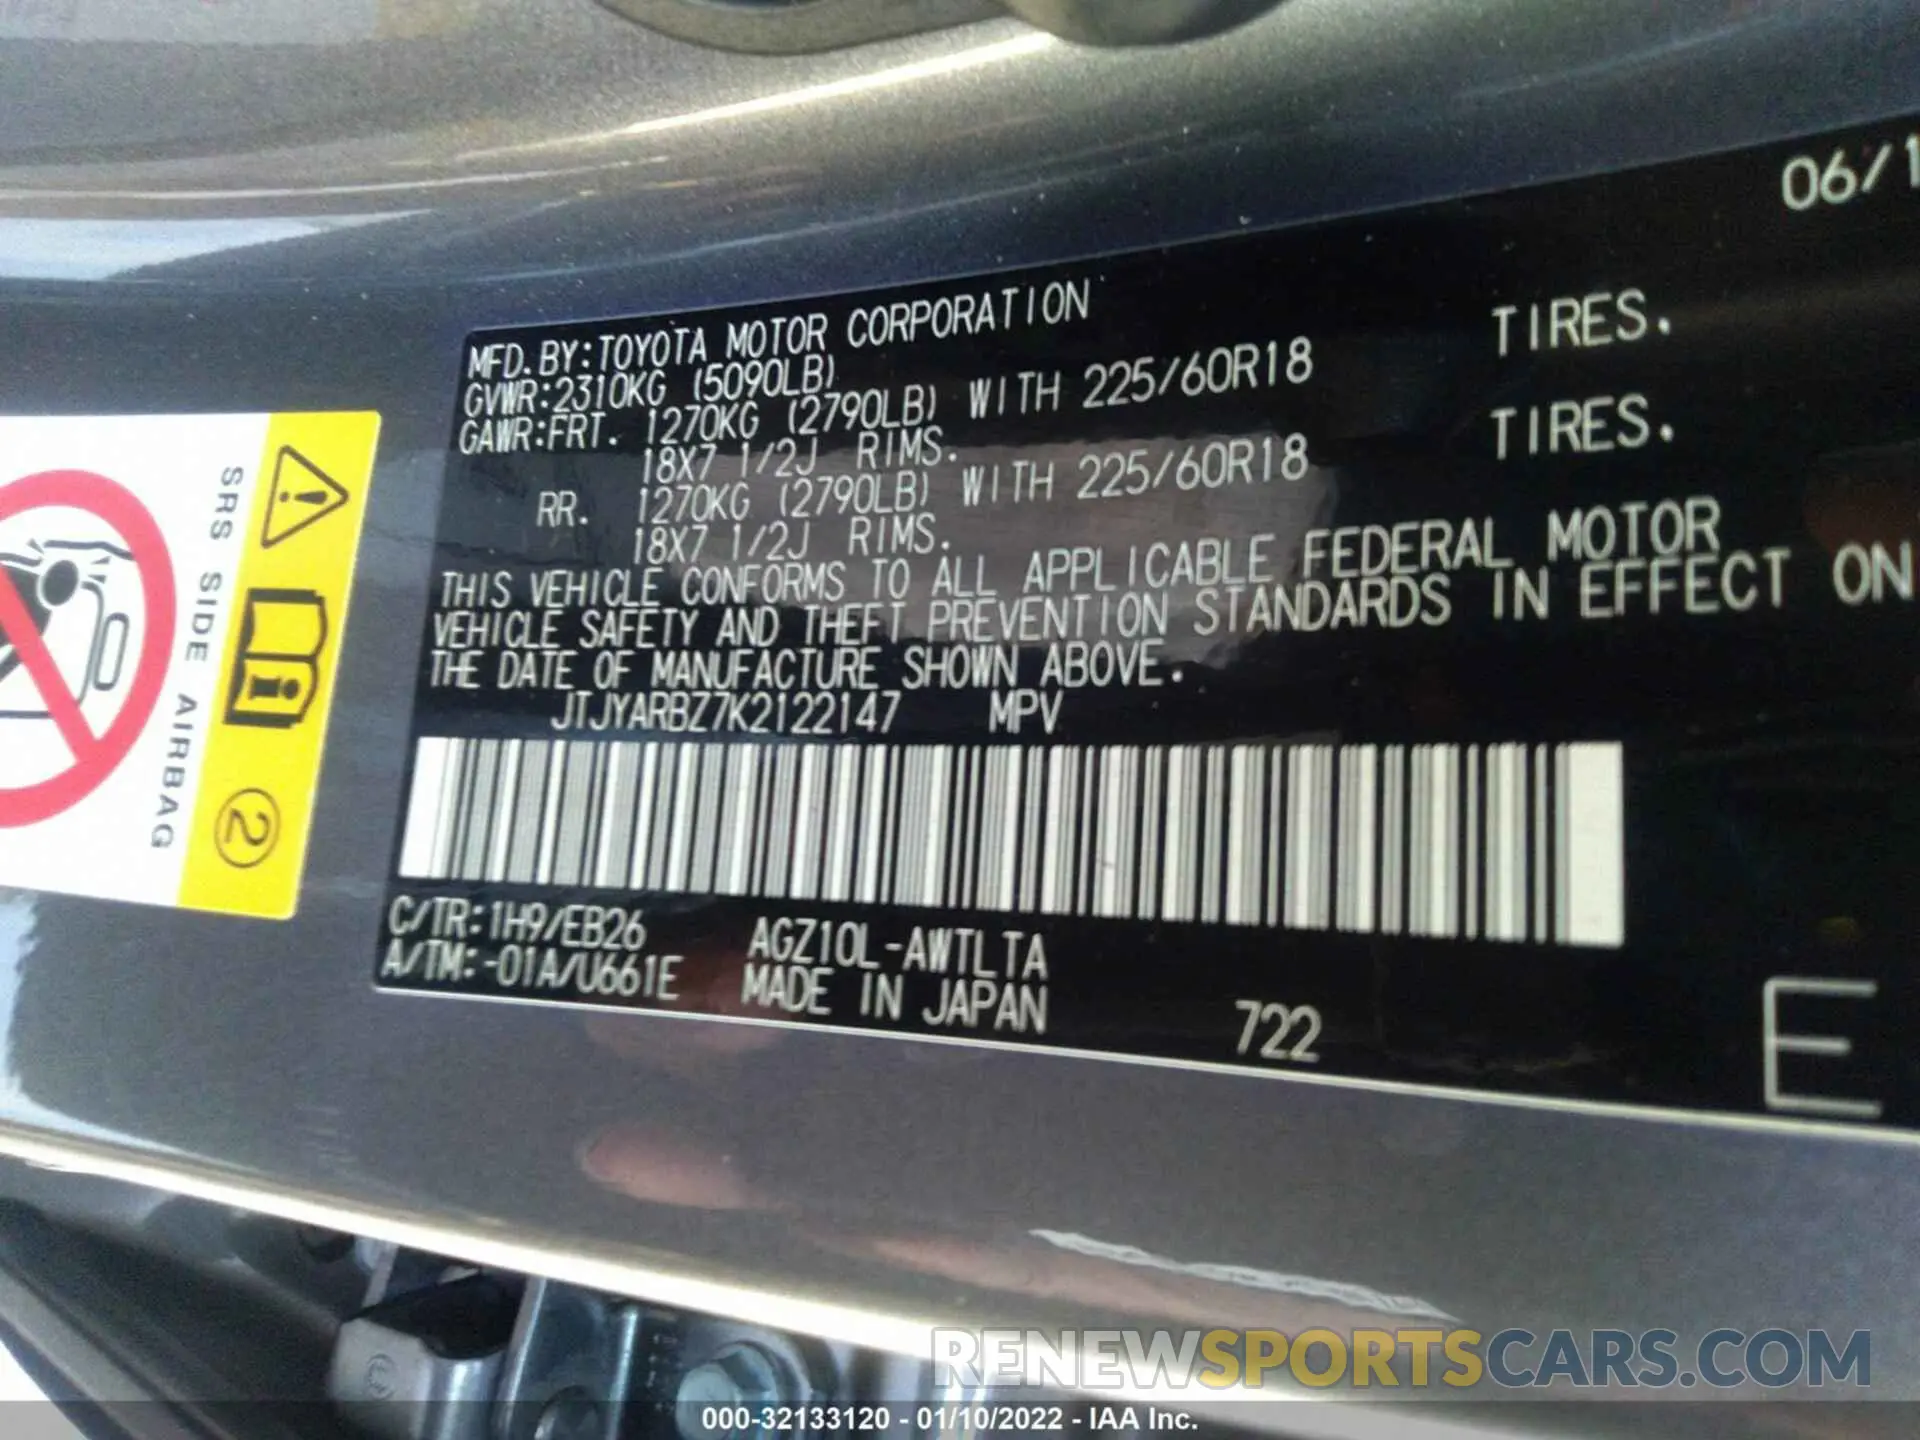 06/1
MFD.BY:TOYOTA MOTOR CORPORATION
GVWR:2310KG (5090LB)
GAWR:FRT. 1270KG (2790LB) WITH 225/60R18 TIRES.
18X7 1/2J RIMS.
RR. 1270KG (2790LB) WITH 225/60R18 TIRES.
18X7 1/2J RIMS.
THIS VEHICLE CONFORMS TO ALL APPLICABLE FEDERAL MOTOR
VEHICLE SAFETY AND THEFT PREVENTION STANDARDS IN EFFECT ON
THE DATE OF MANUFACTURE SHOWN ABOVE.
JTJYARBZ7K2122147 MPV
C/TR:1H9/EB26 AGZ10L-AWTLTA
A/TM:-01A/U661E MADE IN JAPAN
722
E
SRS SIDE AIRBAG
2
RENEWSPORTSCARS.COM
000-32133120 - 01/10/2022 - IAA Inc.